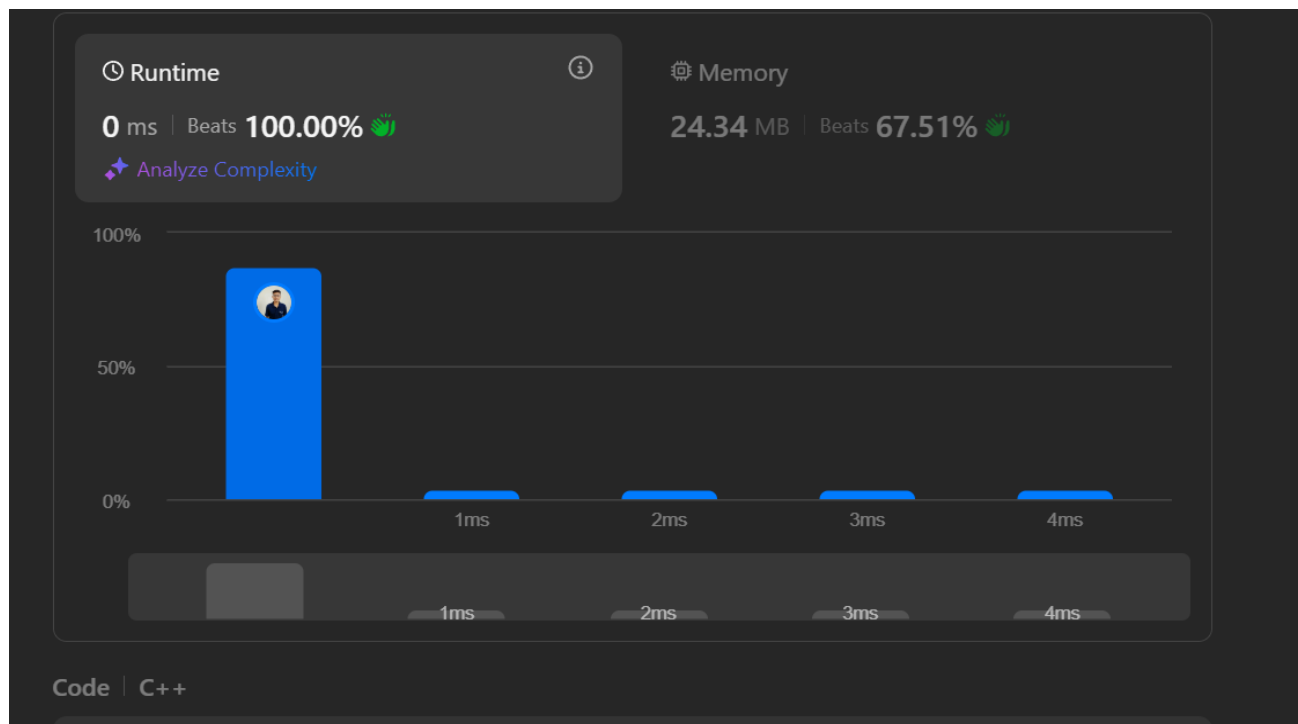 Runtime
0 ms | Beats 100.00%
Analyze Complexity
Memory
24.34 MB | Beats 67.51%
100%
50%
0%
1ms 2ms 3ms 4ms
1ms 2ms 3ms 4ms
Code | C++